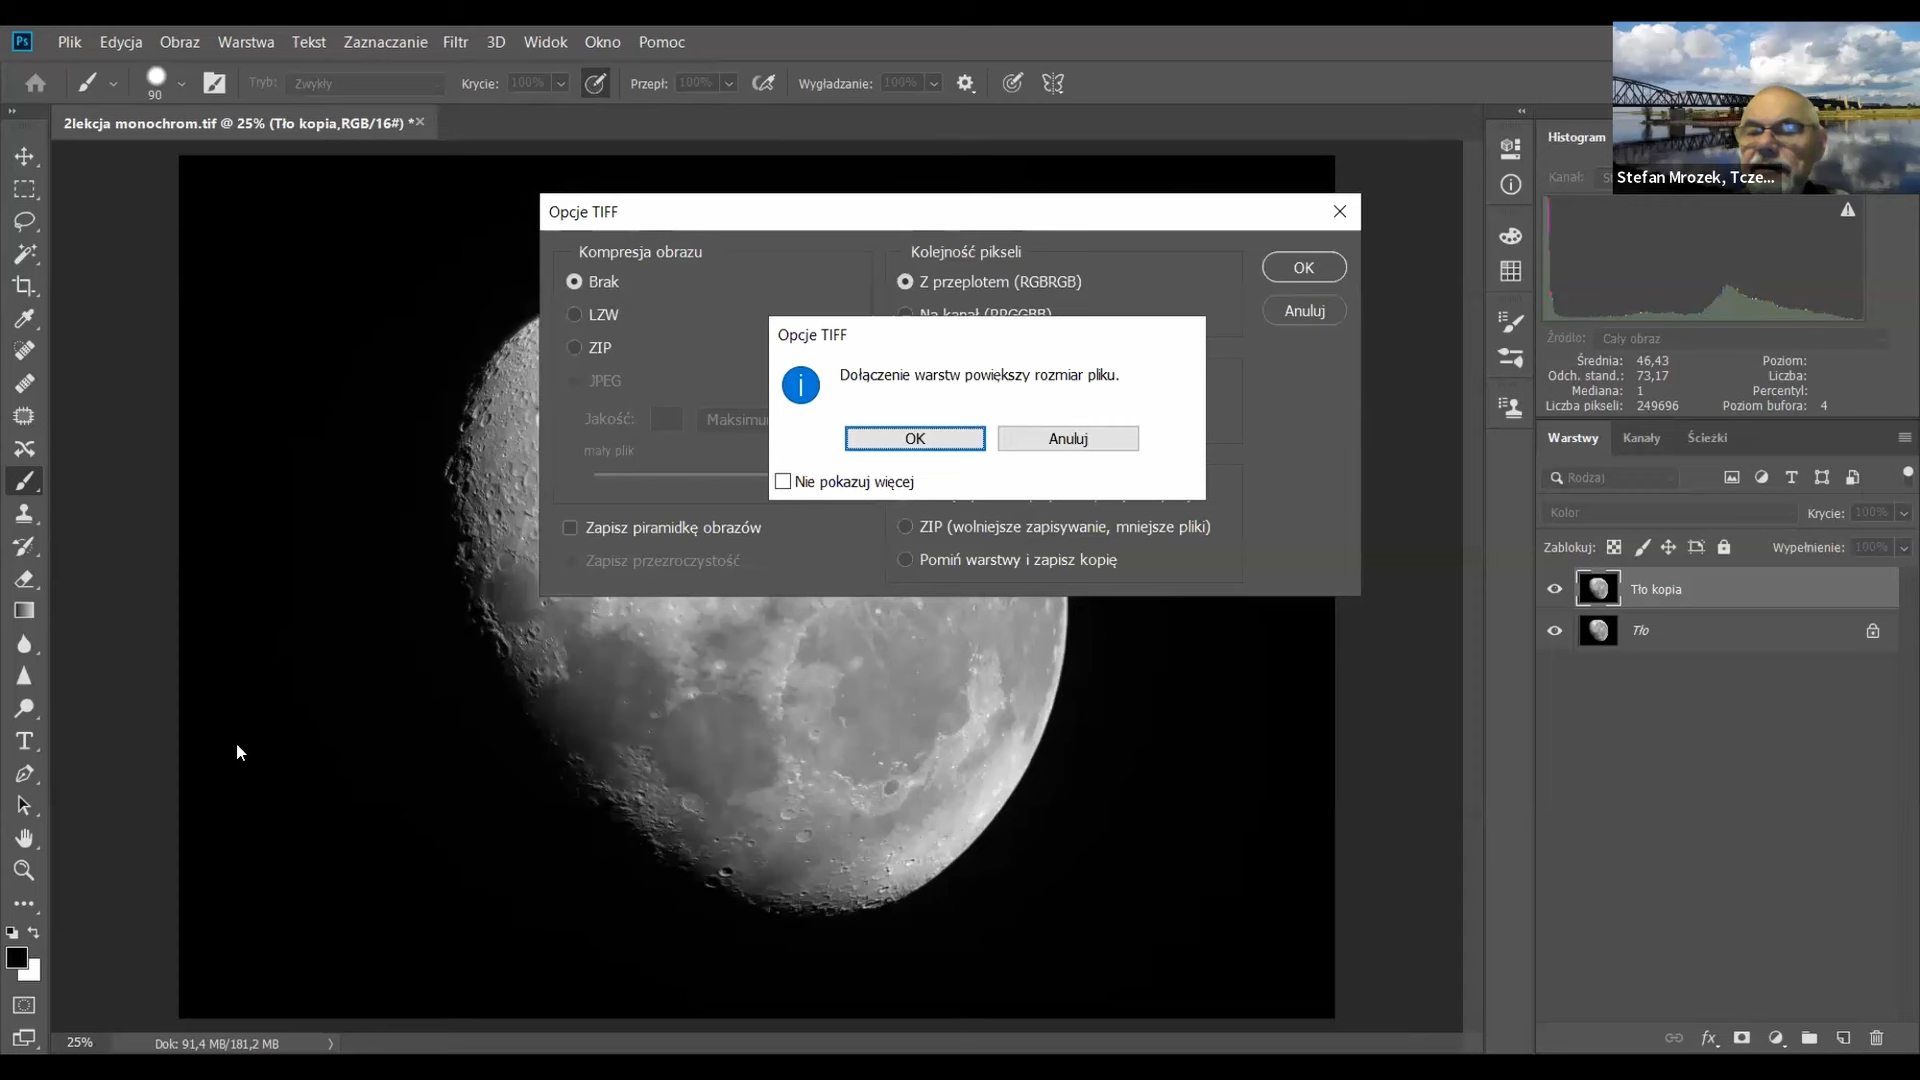 Ps Plik Edycja Obraz Warstwa Tekst Zaznaczanie Filtr 3D Widok Okno Pomoc
90 Tryb: Zwykły Krycie: 100% Przepł: 100% Wygładzanie: 100%
2lekcja monochrom.tif @ 25% (Tło kopia,RGB/16#) *
Stefan Mrozek, Tcze...
Histogram
Kanał:
Opcje TIFF
Kompresja obrazu
Brak
LZW
ZIP
JPEG
Jakość:
mały plik
Zapisz piramidkę obrazów
Zapisz przezroczystość
Kolejność pikseli
Z przeplotem (RGBRGB)
Na kanał (RRGGBB)
OK
Anuluj
Opcje TIFF
Dołączenie warstw powiększy rozmiar pliku.
OK Anuluj
Nie pokazuj więcej
ZIP (wolniejsze zapisywanie, mniejsze pliki)
Pomiń warstwy i zapisz kopię
Źródło: Cały obraz
Średnia: 46,43 Poziom:
Odch. stand.: 73,17 Liczba:
Mediana: 1 Percentyl:
Liczba pikseli: 249696 Poziom bufora: 4
Warstwy Kanały Ścieżki
Rodzaj
Kolor Krycie: 100%
Zablokuj: Wypełnienie: 100%
Tło kopia
Tło
25% Dok: 91,4 MB/181,2 MB